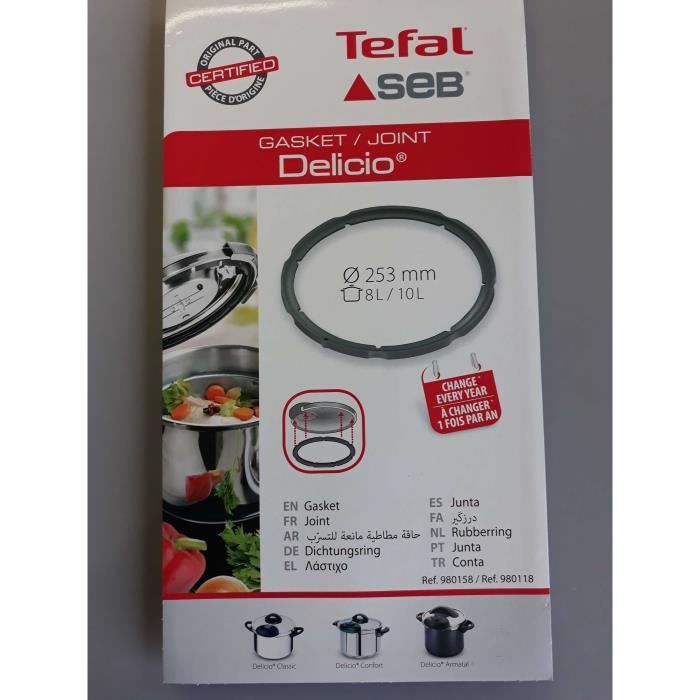 ORIGINAL PART
CERTIFIED
PIÈCE D'ORIGINE
Tefal
SEB®
GASKET / JOINT
Delicio®
Ø 253 mm
8L / 10L
CHANGE*
EVERY YEAR
À CHANGER*
1 FOIS PAR AN
EN Gasket
FR Joint
AR حافة مطاطية مانعة للتسرّب
DE Dichtungsring
EL Λάστιχο
ES Junta
FA درزگیر
NL Rubberring
PT Junta
TR Conta
Ref. 980158 / Ref. 980118
Delicio® Classic
Delicio® Confort
Delicio® Armatal